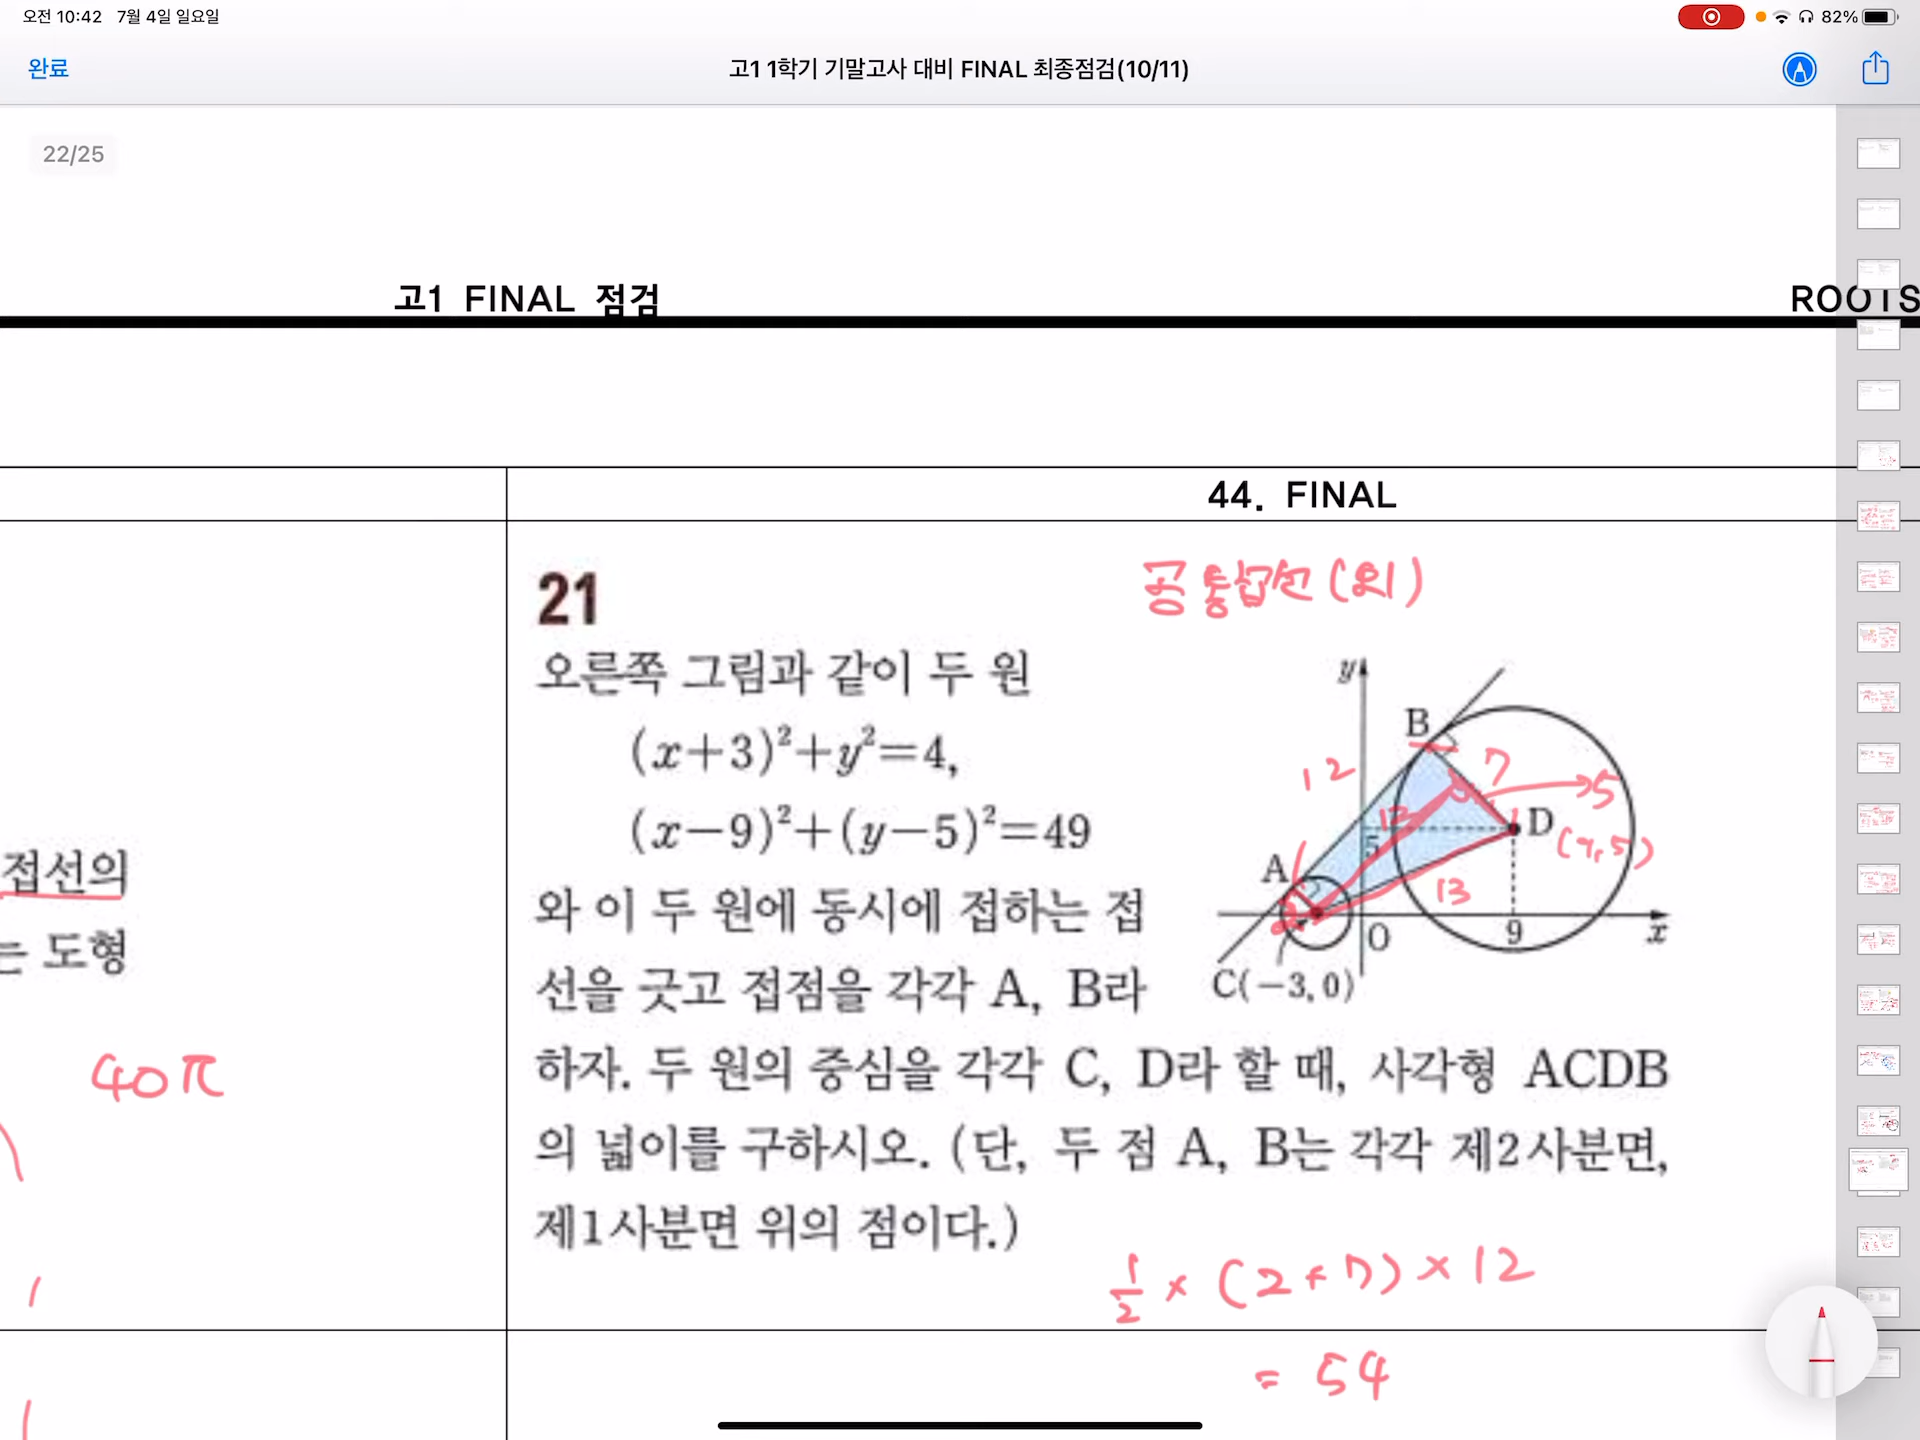 오전 10:42 7월 4일 일요일
82%
완료
고1 1학기 기말고사 대비 FINAL 최종점검(10/11)
22/25
고1 FINAL 점검
ROOTS
44. FINAL
접선의
는 도형
40π
21
공통접선(외)
오른쪽 그림과 같이 두 원
(x+3)²+y²=4,
(x−9)²+(y−5)²=49
와 이 두 원에 동시에 접하는 접
선을 긋고 접점을 각각 A, B라
하자. 두 원의 중심을 각각 C, D라 할 때, 사각형 ACDB
의 넓이를 구하시오. (단, 두 점 A, B는 각각 제2사분면,
제1사분면 위의 점이다.)
y
B
12
7
5
12
D
(9,5)
5
A
13
2
O
9
x
C(−3, 0)
½ × (2+7) × 12
= 54